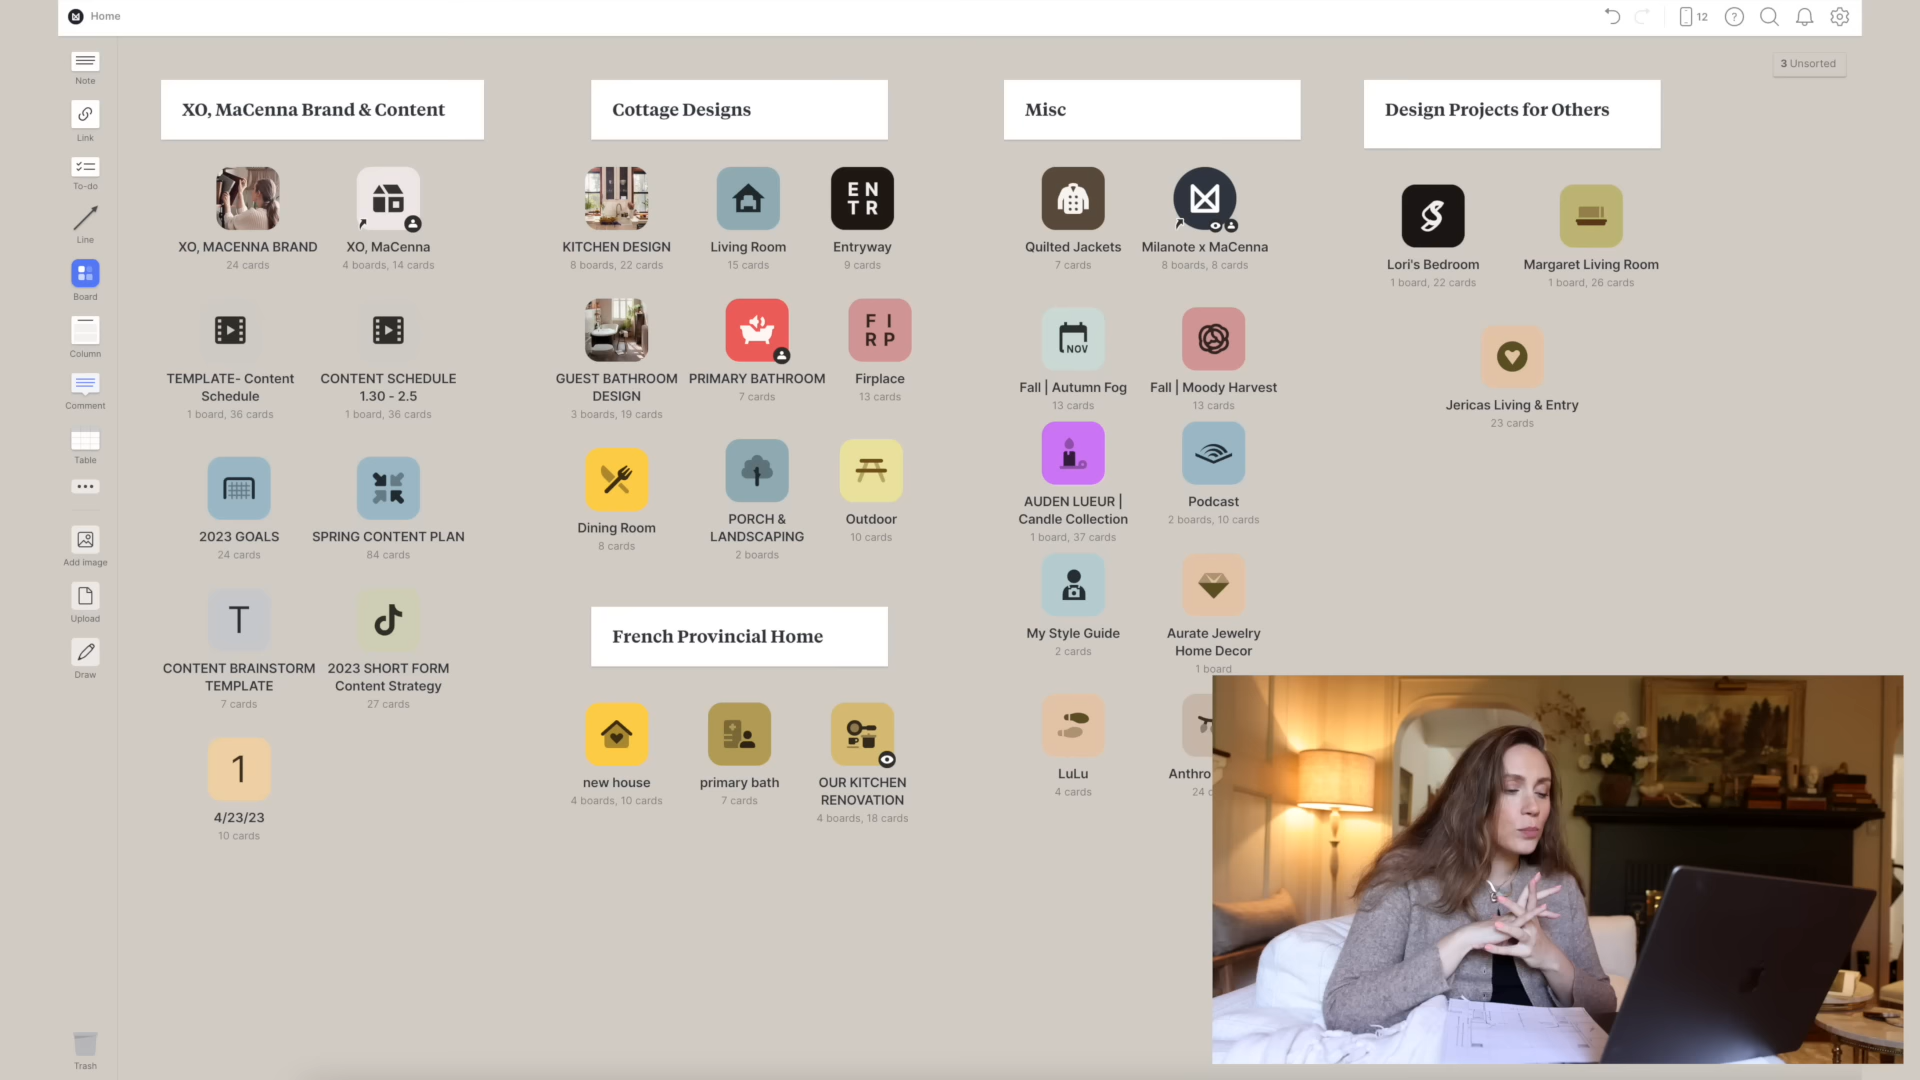 Home
12
3 Unsorted
Note
Link
To-do
Line
Board
Column
Comment
Table
Add image
Upload
Draw
Trash
XO, MaCenna Brand & Content
XO, MACENNA BRAND
24 cards
XO, MaCenna
4 boards, 14 cards
TEMPLATE- Content
Schedule
1 board, 36 cards
CONTENT SCHEDULE
1.30 - 2.5
1 board, 36 cards
2023 GOALS
24 cards
SPRING CONTENT PLAN
84 cards
T
CONTENT BRAINSTORM
TEMPLATE
7 cards
2023 SHORT FORM
Content Strategy
27 cards
1
4/23/23
10 cards
Cottage Designs
KITCHEN DESIGN
8 boards, 22 cards
Living Room
15 cards
EN
TR
Entryway
9 cards
GUEST BATHROOM
DESIGN
3 boards, 19 cards
PRIMARY BATHROOM
7 cards
FI
RP
Firplace
13 cards
Dining Room
8 cards
PORCH &
LANDSCAPING
2 boards
Outdoor
10 cards
French Provincial Home
new house
4 boards, 10 cards
primary bath
7 cards
OUR KITCHEN
RENOVATION
4 boards, 18 cards
Misc
Quilted Jackets
7 cards
Milanote x MaCenna
8 boards, 8 cards
NOV
Fall | Autumn Fog
13 cards
Fall | Moody Harvest
13 cards
AUDEN LUEUR |
Candle Collection
1 board, 37 cards
Podcast
2 boards, 10 cards
My Style Guide
2 cards
Aurate Jewelry
Home Decor
1 board
LuLu
4 cards
Anthro
24 c
Design Projects for Others
Lori's Bedroom
1 board, 22 cards
Margaret Living Room
1 board, 26 cards
Jericas Living & Entry
23 cards